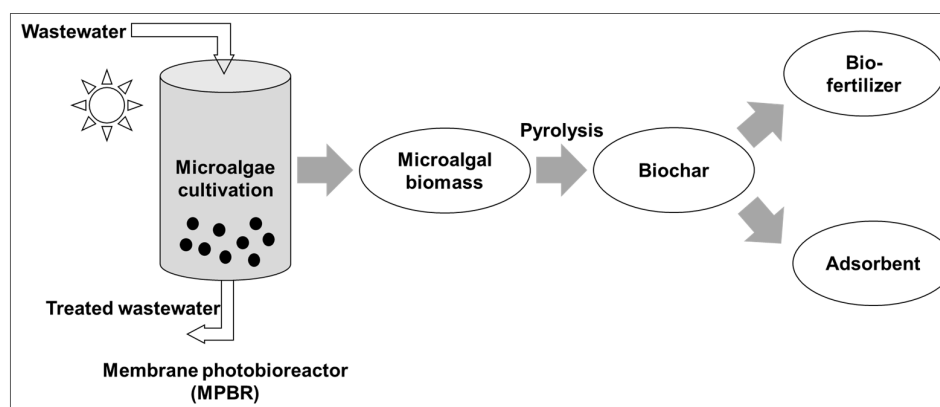 Wastewater
Microalgae
cultivation
Treated wastewater
Membrane photobioreactor
(MPBR)
Microalgal
biomass
Pyrolysis
Biochar
Bio-
fertilizer
Adsorbent